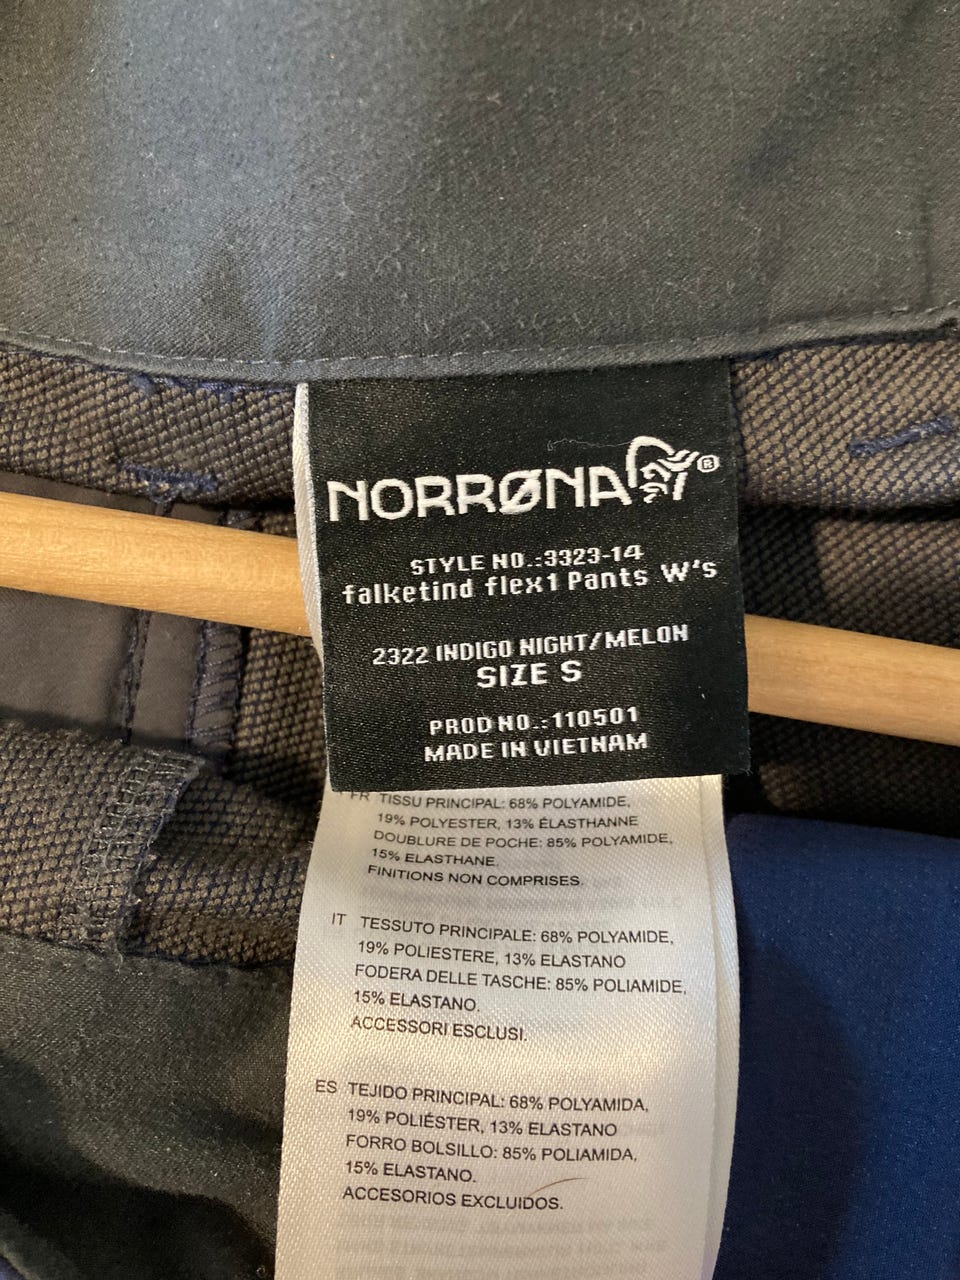 NORRØNA®
STYLE NO.:3323-14
falketind flex1 Pants W's
2322 INDIGO NIGHT/MELON
SIZE S
PROD NO.:110501
MADE IN VIETNAM
FR TISSU PRINCIPAL: 68% POLYAMIDE,
19% POLYESTER, 13% ÉLASTHANNE
DOUBLURE DE POCHE: 85% POLYAMIDE,
15% ELASTHANE.
FINITIONS NON COMPRISES.
IT TESSUTO PRINCIPALE: 68% POLYAMIDE,
19% POLIESTERE, 13% ELASTANO
FODERA DELLE TASCHE: 85% POLIAMIDE,
15% ELASTANO.
ACCESSORI ESCLUSI.
ES TEJIDO PRINCIPAL: 68% POLYAMIDA,
19% POLIÉSTER, 13% ELASTANO
FORRO BOLSILLO: 85% POLIAMIDA,
15% ELASTANO.
ACCESORIOS EXCLUIDOS.